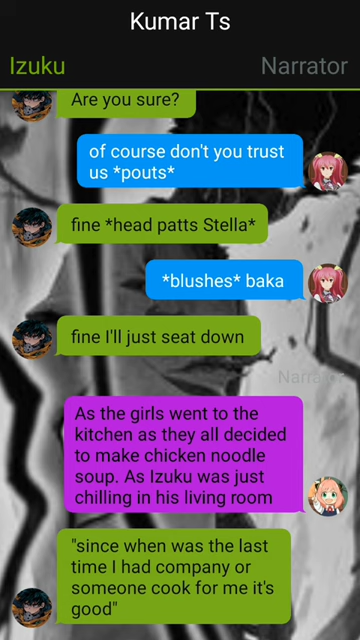 Kumar Ts
Izuku
Narrator
Are you sure?
of course don't you trust
us *pouts*
fine *head patts Stella*
*blushes* baka
fine I'll just seat down
Narrator
As the girls went to the
kitchen as they all decided
to make chicken noodle
soup. As Izuku was just
chilling in his living room
"since when was the last
time I had company or
someone cook for me it's
good"